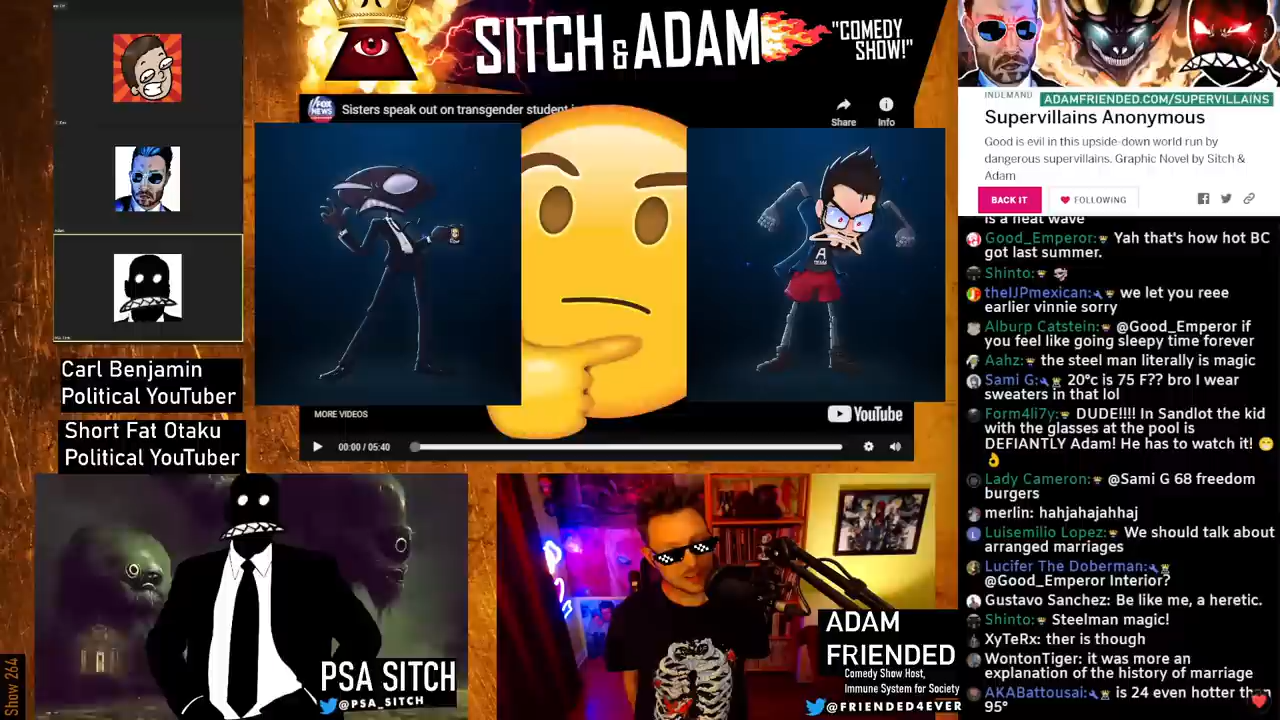 SITCH & ADAM
"COMEDY
SHOW!"
FOX
NEWS
Sisters speak out on transgender student
Share
Info
MORE VIDEOS
YouTube
00:00 / 05:40
Carl Benjamin
Political YouTuber
Short Fat Otaku
Political YouTuber
Show 264
PSA SITCH
@PSA_SITCH
ADAM
FRIENDED
Comedy Show Host,
Immune System for Society
@FRIENDED4EVER
INDEMAND
ADAMFRIENDED.COM/SUPERVILLAINS
Supervillains Anonymous
Good is evil in this upside-down world run by
dangerous supervillains. Graphic Novel by Sitch &
Adam
BACK IT
FOLLOWING
is a heat wave
Good_Emperor: Yah that's how hot BC
got last summer.
Shinto:
theIJPmexican: we let you reee
earlier vinnie sorry
Alburp Catstein: @Good_Emperor if
you feel like going sleepy time forever
Aahz: the steel man literally is magic
Sami G: 20°c is 75 F?? bro I wear
sweaters in that lol
Form4li7y: DUDE!!!! In Sandlot the kid
with the glasses at the pool is
DEFIANTLY Adam! He has to watch it! 😁
👌
Lady Cameron: @Sami G 68 freedom
burgers
merlin: hahjahajahhaj
Luisemilio Lopez: We should talk about
arranged marriages
Lucifer The Doberman:
@Good_Emperor Interior?
Gustavo Sanchez: Be like me, a heretic.
Shinto: Steelman magic!
XyTeRx: ther is though
WontonTiger: it was more an
explanation of the history of marriage
AKABattousai: is 24 even hotter than
95°